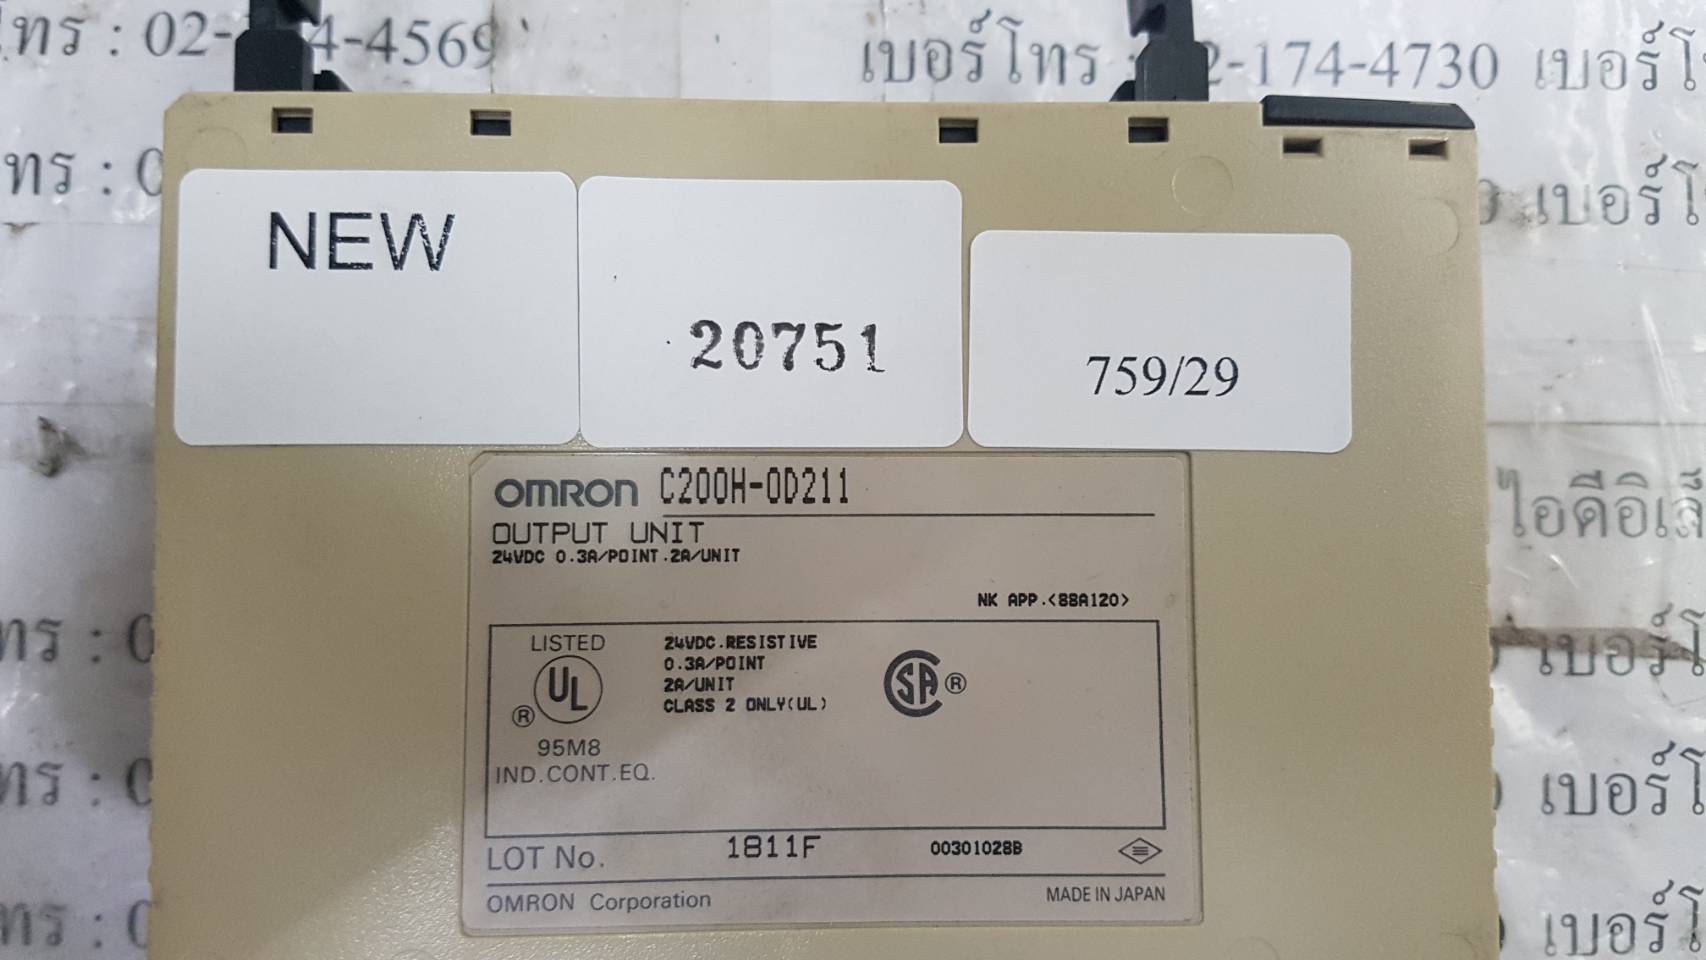 โทร : 02-
4-4569
เบอร์โทร :
2-174-4730 เบอร์โ
ทร :
เบอร์โ
NEW
20751
759/29
OMRON C200H-OD211
OUTPUT UNIT
24VDC 0.3A/POINT.2A/UNIT
ไอดีอิเล็
NK APP.<88A120>
LISTED
UL
®
95M8
IND.CONT.EQ.
24VDC.RESISTIVE
0.3A/POINT
2A/UNIT
CLASS 2 ONLY(UL)
SA ®
ทร :
เบอร์โ
ทร :
เบอร์โ
LOT No. 1811F 00301028B
OMRON Corporation MADE IN JAPAN
ทร :
เบอร์โ